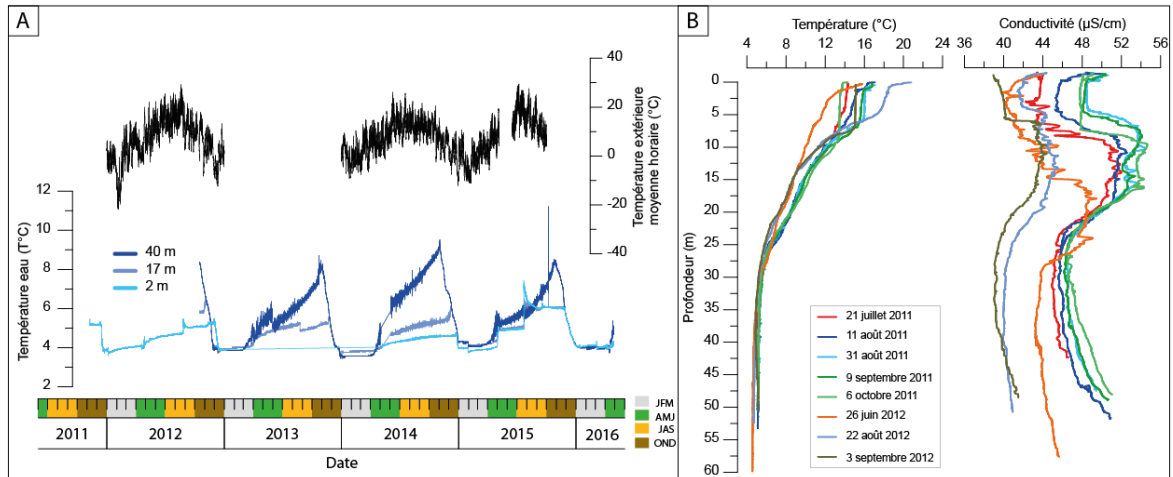 A
Température eau (T°C)
12
10
8
6
4
2
40 m
17 m
2 m
40
20
0
-20
-40
Température extérieure
moyenne horaire (°C)
JFM
AMJ
JAS
OND
2011
2012
2013
2014
2015
2016
Date
B
Température (°C)
4
8
12
16
20
24
Conductivité (µS/cm)
36
40
44
48
52
56
Profondeur (m)
0
5
10
15
20
25
30
35
40
45
50
55
60
21 juillet 2011
11 août 2011
31 août 2011
9 septembre 2011
6 octobre 2011
26 juin 2012
22 août 2012
3 septembre 2012